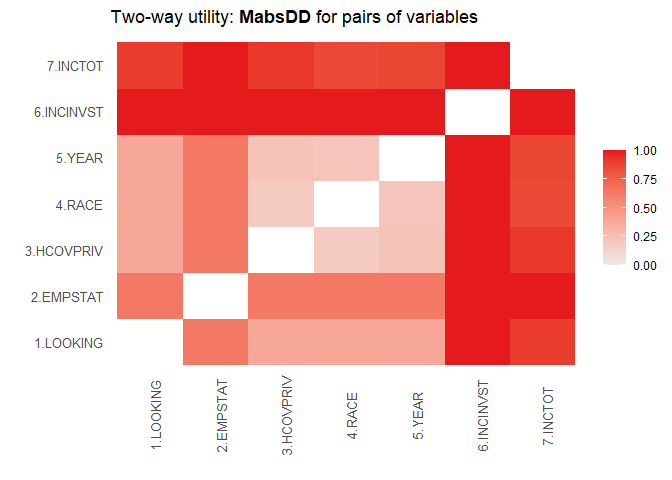 Two-way utility: MabsDD for pairs of variables
7.INCTOT
6.INCINVST
5.YEAR
4.RACE
3.HCOVPRIV
2.EMPSTAT
1.LOOKING
1.00
0.75
0.50
0.25
0.00
1.LOOKING
2.EMPSTAT
3.HCOVPRIV
4.RACE
5.YEAR
6.INCINVST
7.INCTOT